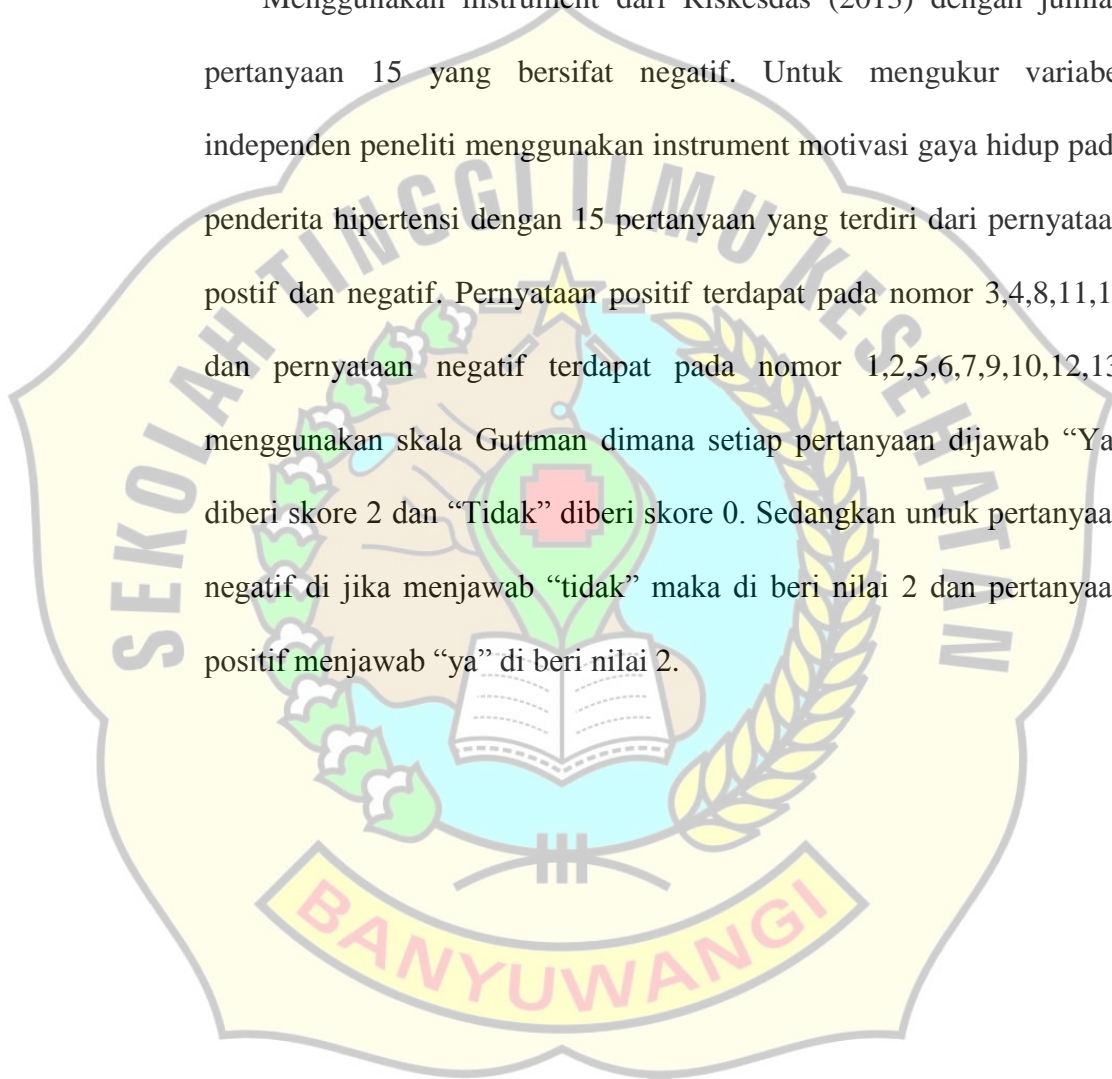 Menggunakan instrument dari Riskesdas (2013) dengan jumla
pertanyaan 15 yang bersifat negatif. Untuk mengukur variabe
independen peneliti menggunakan instrument motivasi gaya hidup pad
penderita hipertensi dengan 15 pertanyaan yang terdiri dari pernyataa
postif dan negatif. Pernyataan positif terdapat pada nomor 3,4,8,11,1
dan pernyataan negatif terdapat pada nomor 1,2,5,6,7,9,10,12,13
menggunakan skala Guttman dimana setiap pertanyaan dijawab “Ya
diberi skore 2 dan “Tidak” diberi skore 0. Sedangkan untuk pertanyaa
negatif di jika menjawab “tidak” maka di beri nilai 2 dan pertanyaa
positif menjawab “ya” di beri nilai 2.
SEKOLAH TINGGI ILMU KESEHATAN
BANYUWANGI